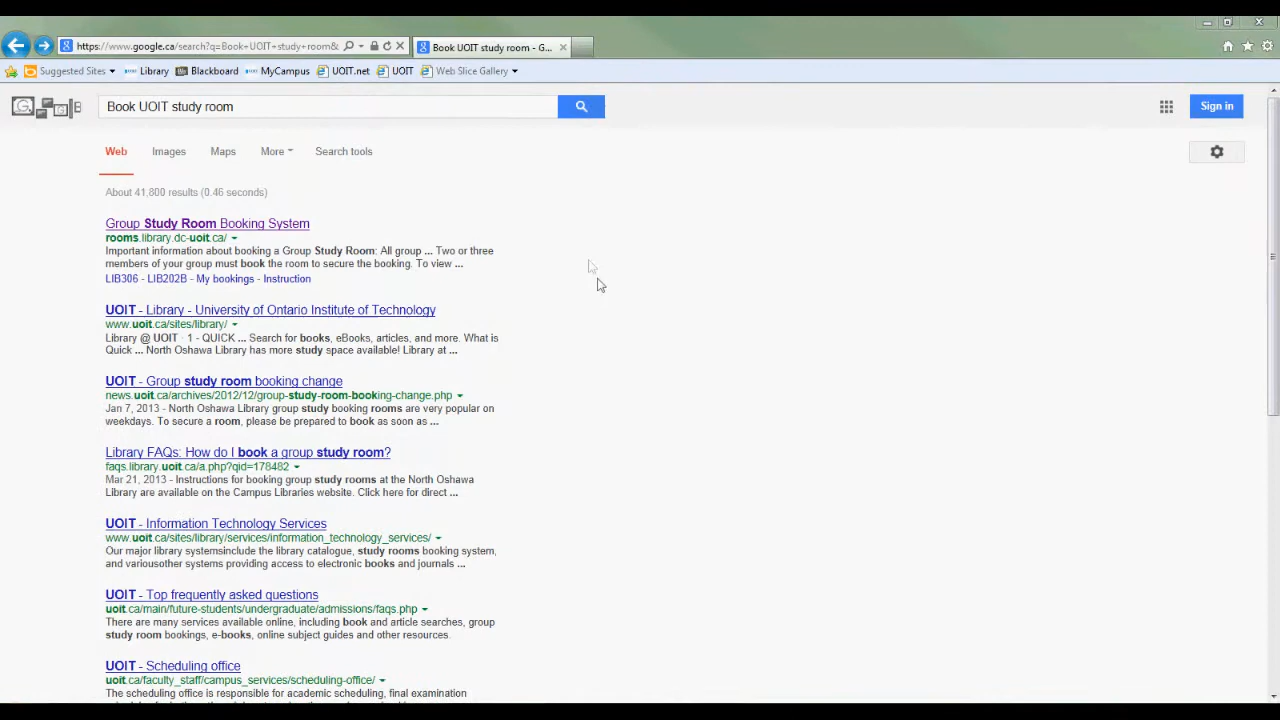 https://www.google.ca/search?q=Book+UOIT+study+room&
Book UOIT study room - G...
Suggested Sites
Library
Blackboard
MyCampus
UOIT.net
UOIT
Web Slice Gallery
Book UOIT study room
Sign in
Web
Images
Maps
More
Search tools
About 41,800 results (0.46 seconds)
Group Study Room Booking System
rooms.library.dc-uoit.ca/
Important information about booking a Group Study Room: All group ... Two or three
members of your group must book the room to secure the booking. To view ...
LIB306 - LIB202B - My bookings - Instruction
UOIT - Library - University of Ontario Institute of Technology
www.uoit.ca/sites/library/
Library @ UOIT · 1 - QUICK ... Search for books, eBooks, articles, and more. What is
Quick ... North Oshawa Library has more study space available! Library at ...
UOIT - Group study room booking change
news.uoit.ca/archives/2012/12/group-study-room-booking-change.php
Jan 7, 2013 - North Oshawa Library group study booking rooms are very popular on
weekdays. To secure a room, please be prepared to book as soon as ...
Library FAQs: How do I book a group study room?
faqs.library.uoit.ca/a.php?qid=178482
Mar 21, 2013 - Instructions for booking group study rooms at the North Oshawa
Library are available on the Campus Libraries website. Click here for direct ...
UOIT - Information Technology Services
www.uoit.ca/sites/library/services/information_technology_services/
Our major library systemsinclude the library catalogue, study rooms booking system,
and variousother systems providing access to electronic books and journals ...
UOIT - Top frequently asked questions
uoit.ca/main/future-students/undergraduate/admissions/faqs.php
There are many services available online, including book and article searches, group
study room bookings, e-books, online subject guides and other resources.
UOIT - Scheduling office
uoit.ca/faculty_staff/campus_services/scheduling-office/
The scheduling office is responsible for academic scheduling, final examination